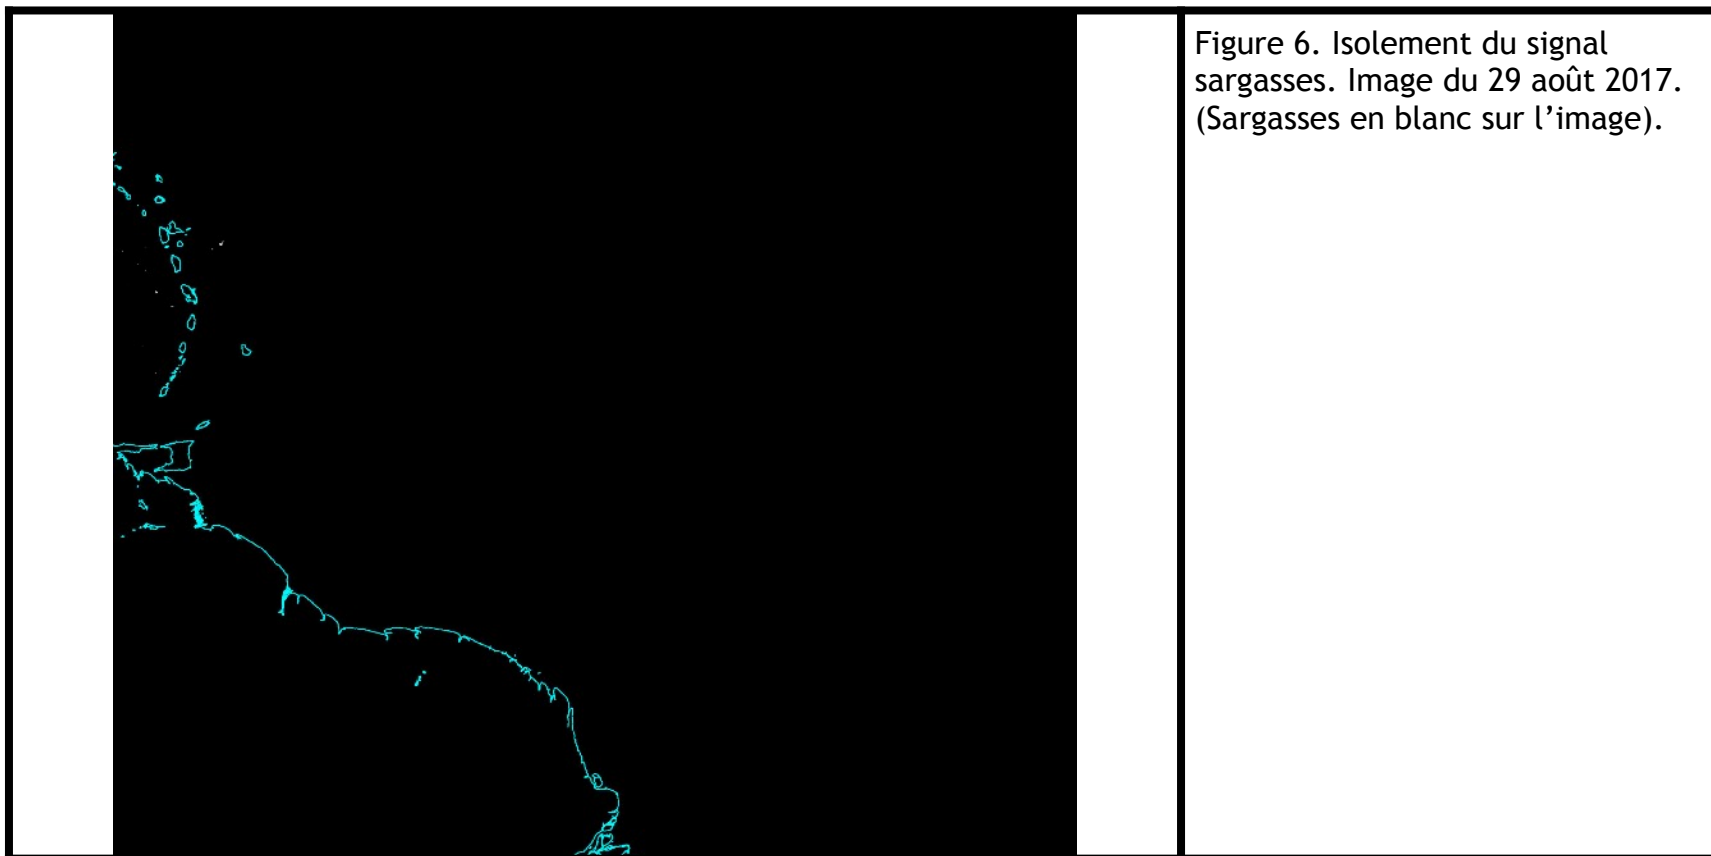 Figure 6. Isolement du signal
sargasses. Image du 29 août 2017.
(Sargasses en blanc sur l’image).